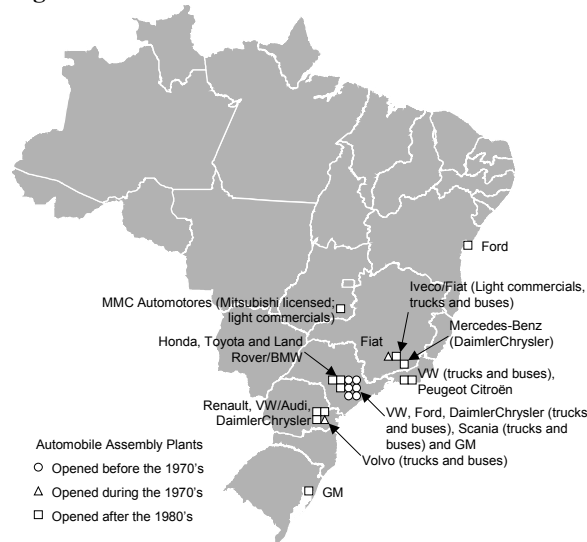 Ford
Iveco/Fiat (Light commercials,
trucks and buses)
MMC Automotores (Mitsubishi licensed;
light commercials)
Mercedes-Benz
(DaimlerChrysler)
Honda, Toyota and Land
Rover/BMW
Fiat
VW (trucks and buses),
Peugeot Citroën
Renault, VW/Audi,
DaimlerChrysler
VW, Ford, DaimlerChrysler (trucks
and buses), Scania (trucks and
buses) and GM
Volvo (trucks and buses)
Automobile Assembly Plants
Opened before the 1970's
Opened during the 1970's
Opened after the 1980's
GM